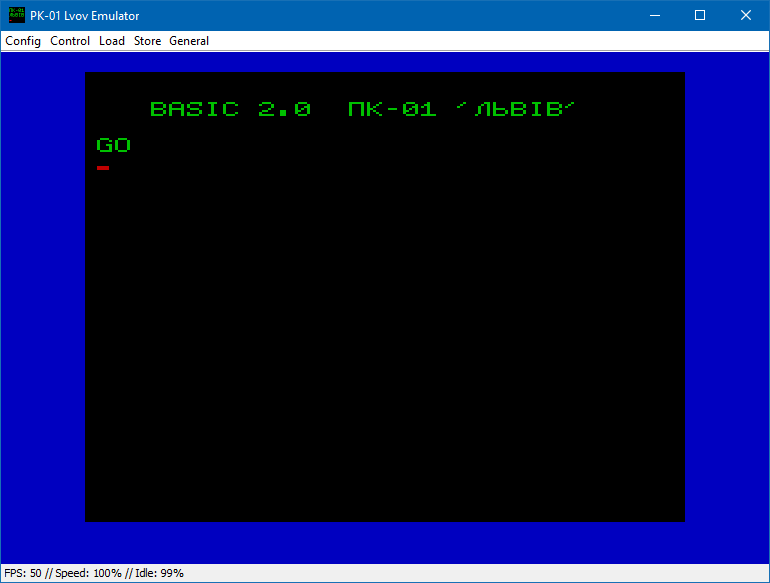 PK-01 Lvov Emulator
Config Control Load Store General
BASIC 2.0 ПК-01 ´ЛЬВІВ´
GO
FPS: 50 // Speed: 100% // Idle: 99%